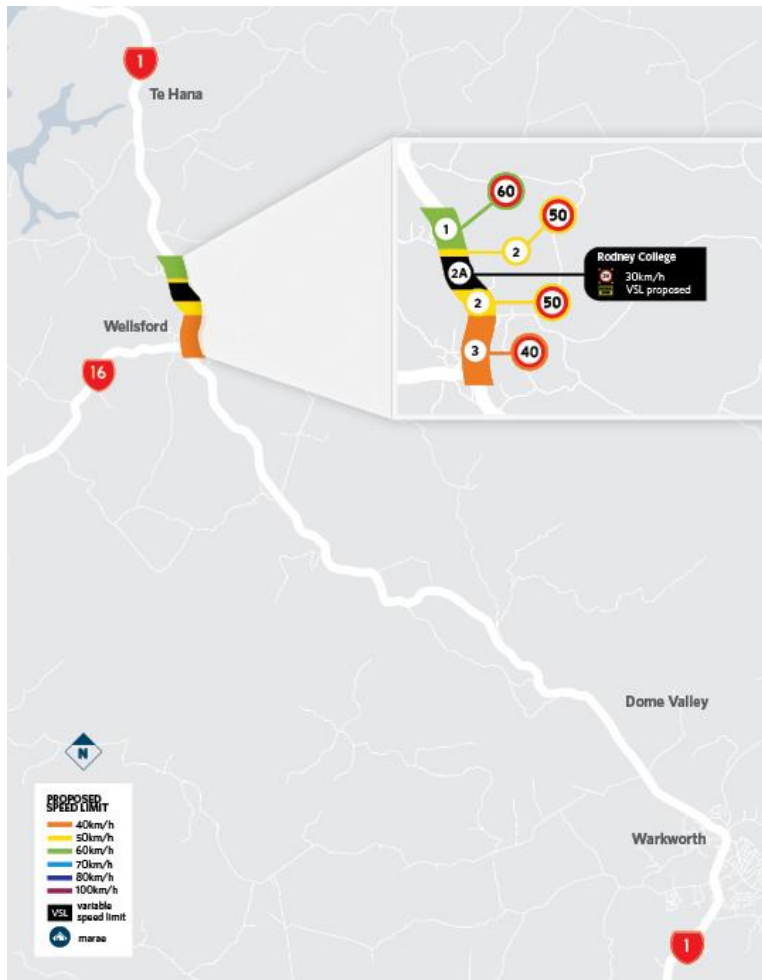 1
Te Hana
60
50
1
2
Rodney College
30km/h
VSL proposed
2A
2
50
3
40
Wellsford
16
Dome Valley
N
PROPOSED
SPEED LIMIT
40km/h
50km/h
60km/h
70km/h
80km/h
100km/h
VSL
variable
speed limit
marae
Warkworth
1